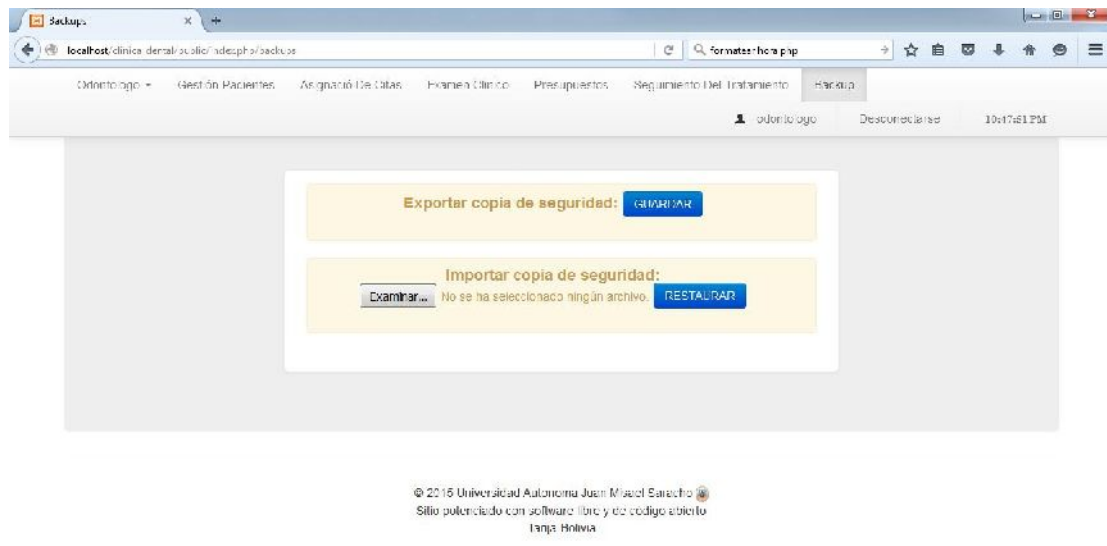 Backups
localhost/clinica dental/public/index.php/backups
formatear hora php
Odontologo
Gestión Pacientes
Asignació De Citas
Examen Clinico
Presupuestos
Seguimiento Del Tratamiento
Backup
odontologo
Desconectarse
10:47:51 PM
Exportar copia de seguridad: GUARDAR
Importar copia de seguridad:
Examinar... No se ha seleccionado ningún archivo. RESTAURAR
© 2015 Universidad Autonoma Juan Misael Saracho
Sitio potenciado con software libre y de codigo abierto
Tarija Bolivia